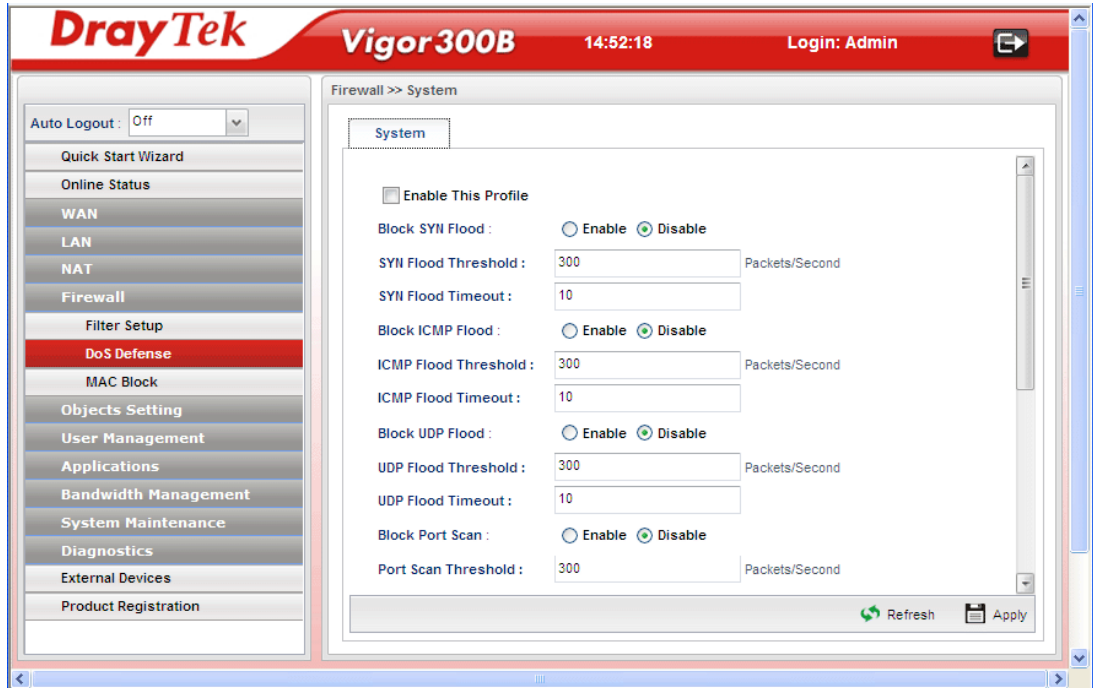 DrayTek Vigor300B 14:52:18 Login: Admin
Auto Logout : Off
Quick Start Wizard
Online Status
WAN
LAN
NAT
Firewall
Filter Setup
DoS Defense
MAC Block
Objects Setting
User Management
Applications
Bandwidth Management
System Maintenance
Diagnostics
External Devices
Product Registration
Firewall >> System
System
Enable This Profile
Block SYN Flood : Enable Disable
SYN Flood Threshold : 300 Packets/Second
SYN Flood Timeout : 10
Block ICMP Flood : Enable Disable
ICMP Flood Threshold : 300 Packets/Second
ICMP Flood Timeout : 10
Block UDP Flood : Enable Disable
UDP Flood Threshold : 300 Packets/Second
UDP Flood Timeout : 10
Block Port Scan : Enable Disable
Port Scan Threshold : 300 Packets/Second
Refresh Apply